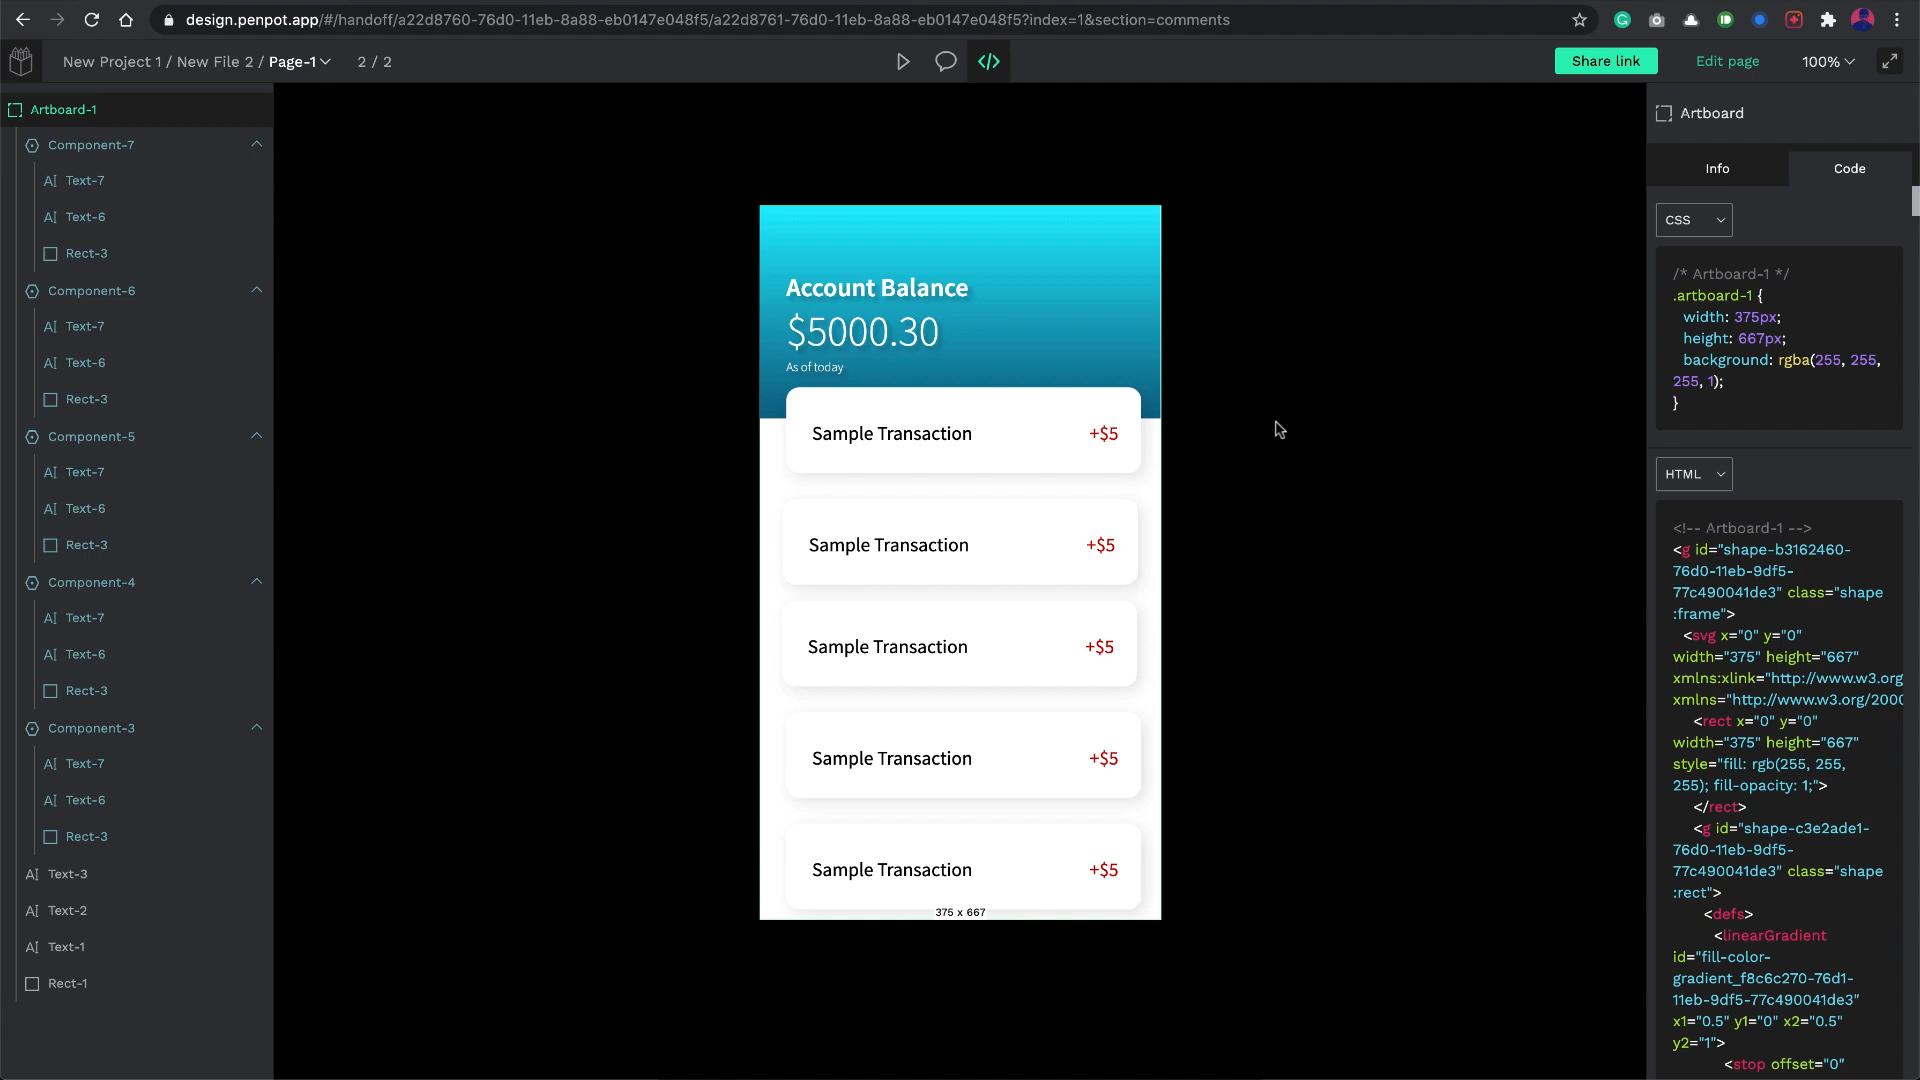 design.penpot.app/#/handoff/a22d8760-76d0-11eb-8a88-eb0147e048f5/a22d8761-76d0-11eb-8a88-eb0147e048f5?index=1&section=comments
New Project 1 / New File 2 / Page-1
2 / 2
</>
Share link
Edit page
100%
Artboard-1
Component-7
Text-7
Text-6
Rect-3
Component-6
Text-7
Text-6
Rect-3
Component-5
Text-7
Text-6
Rect-3
Component-4
Text-7
Text-6
Rect-3
Component-3
Text-7
Text-6
Rect-3
Text-3
Text-2
Text-1
Rect-1
Account Balance
$5000.30
As of today
Sample Transaction +$5
Sample Transaction +$5
Sample Transaction +$5
Sample Transaction +$5
Sample Transaction +$5
375 x 667
Artboard
Info
Code
CSS
/* Artboard-1 */
.artboard-1 {
width: 375px;
height: 667px;
background: rgba(255, 255,
255, 1);
}
HTML
<!-- Artboard-1 -->
<g id="shape-b3162460-
76d0-11eb-9df5-
77c490041de3" class="shape
:frame">
<svg x="0" y="0"
width="375" height="667"
xmlns:xlink="http://www.w3.org
xmlns="http://www.w3.org/2000
<rect x="0" y="0"
width="375" height="667"
style="fill: rgb(255, 255,
255); fill-opacity: 1;">
</rect>
<g id="shape-c3e2ade1-
76d0-11eb-9df5-
77c490041de3" class="shape
:rect">
<defs>
<linearGradient
id="fill-color-
gradient_f8c6c270-76d1-
11eb-9df5-77c490041de3"
x1="0.5" y1="0" x2="0.5"
y2="1">
<stop offset="0"